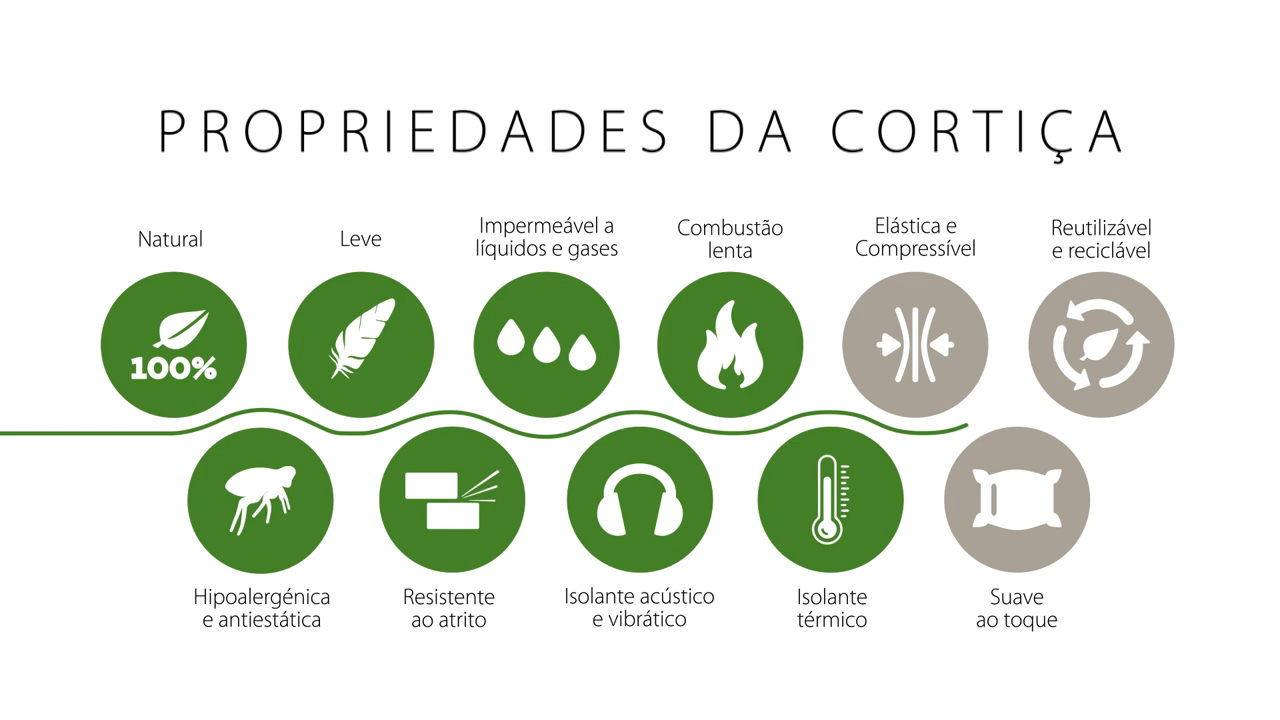 PROPRIEDADES DA CORTIÇA
Natural
Leve
Impermeável a
líquidos e gases
Combustão
lenta
Elástica e
Compressível
Reutilizável
e reciclável
100%
Hipoalergénica
e antiestática
Resistente
ao atrito
Isolante acústico
e vibrático
Isolante
térmico
Suave
ao toque